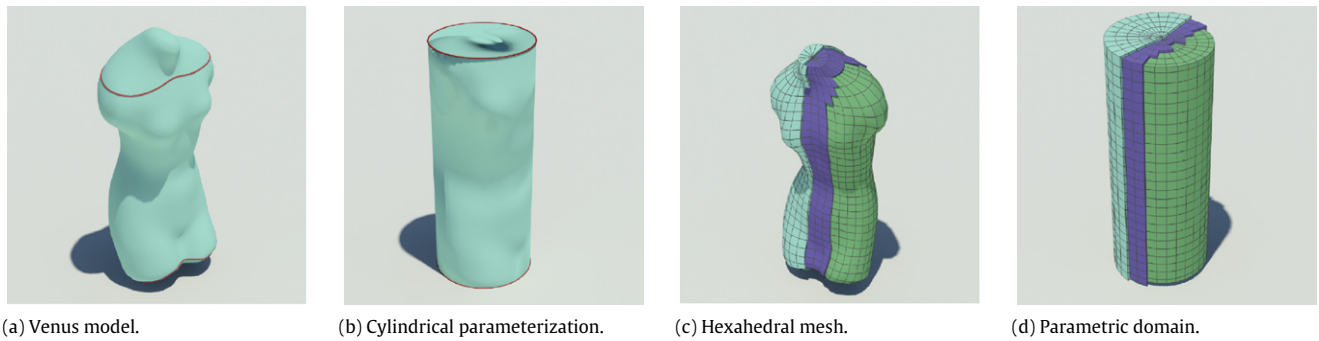 (a) Venus model.
(b) Cylindrical parameterization.
(c) Hexahedral mesh.
(d) Parametric domain.